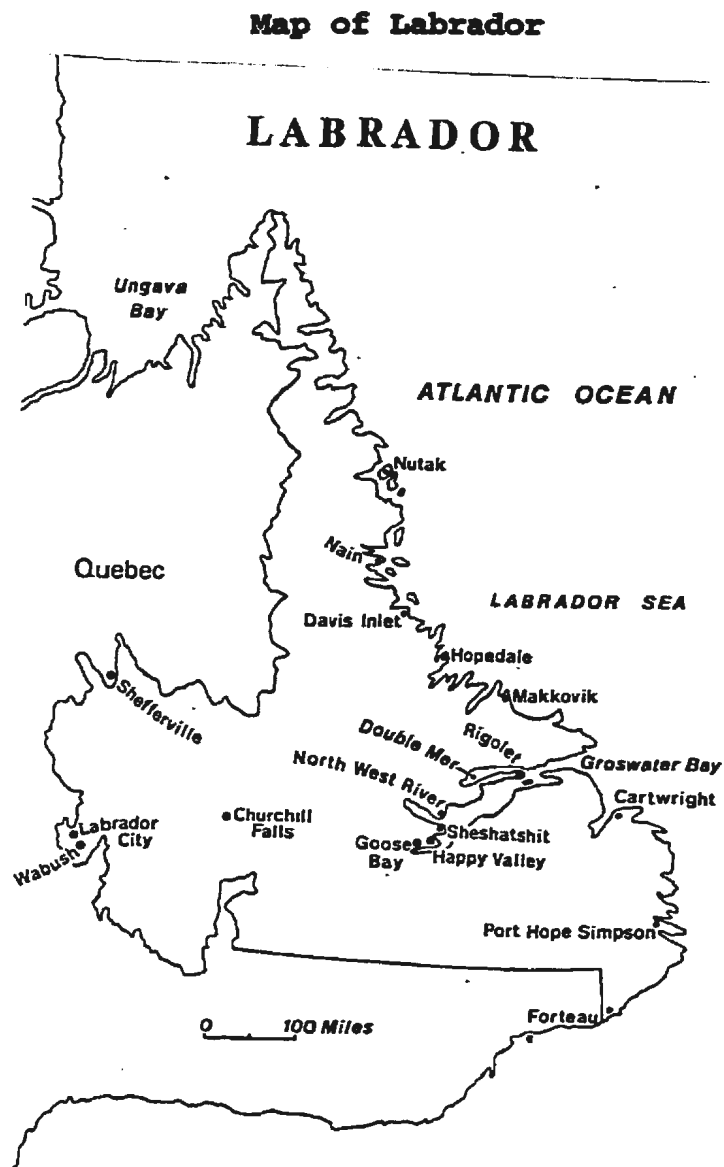 Map of Labrador
LABRADOR
Ungava
Bay
ATLANTIC OCEAN
Nutak
Nain
Quebec
LABRADOR SEA
Davis Inlet
Hopedale
Shefferville
Makkovik
Rigolet
Double Mer
Groswater Bay
North West River
Cartwright
Churchill
Falls
Labrador
City
Wabush
Sheshatshit
Goose
Bay
Happy Valley
Port Hope Simpson
Forteau
0 100 Miles